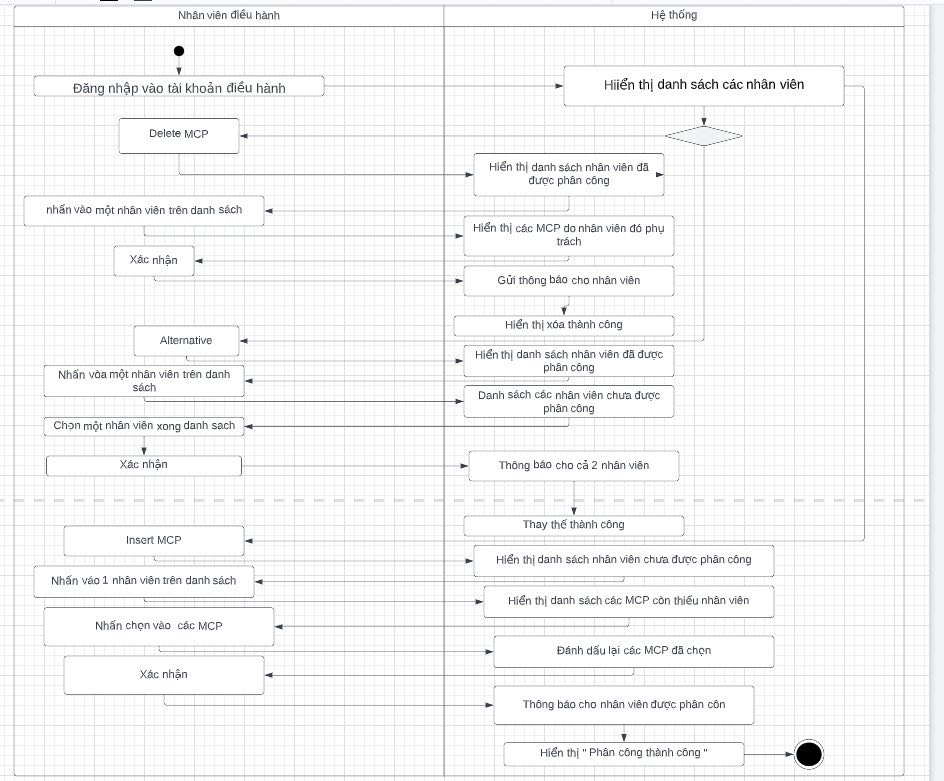 Nhân viên điều hành
Hệ thống
Đăng nhập vào tài khoản điều hành
Hiiển thị danh sách các nhân viên
Delete MCP
Hiển thị danh sách nhân viên đã
được phân công
nhấn vào một nhân viên trên danh sách
Hiển thị các MCP do nhân viên đó phụ
trách
Xác nhận
Gửi thông báo cho nhân viên
Hiển thị xóa thành công
Alternative
Hiển thị danh sách nhân viên đã được
phân công
Nhấn vòa một nhân viên trên danh
sách
Danh sách các nhân viên chưa được
phân công
Chọn một nhân viên xong danh sach
Xác nhận
Thông báo cho cả 2 nhân viên
Thay thế thành công
Insert MCP
Hiển thị danh sách nhân viên chưa được phân công
Nhấn váo 1 nhân viên trên danh sách
Hiển thị danh sách các MCP còn thiếu nhân viên
Nhấn chọn vào các MCP
Đánh dấu lại các MCP đã chọn
Xác nhận
Thông báo cho nhân viên được phân côn
Hiển thị " Phân công thành công "